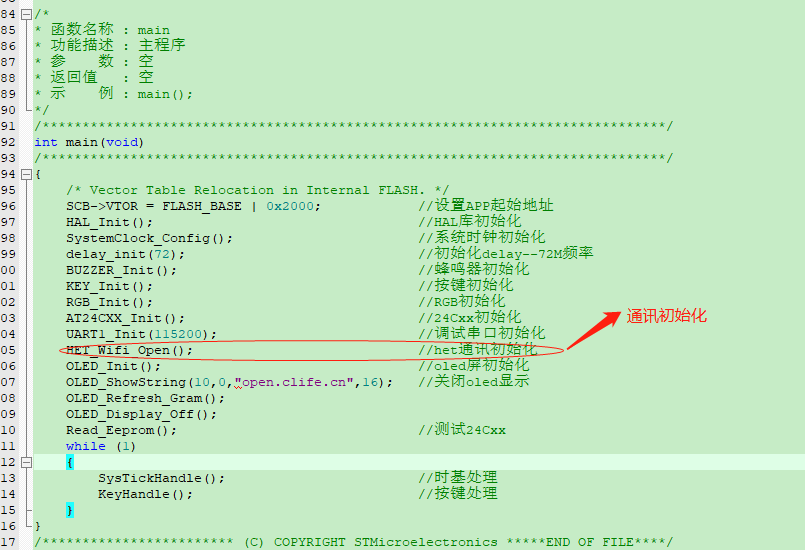 84 /*
85 * 函数名称 : main
86 * 功能描述 : 主程序
87 * 参    数 : 空
88 * 返回值   : 空
89 * 示    例 : main();
90 */
91 /******************************************************************************/
92 int main(void)
93 /******************************************************************************/
94 {
95     /* Vector Table Relocation in Internal FLASH. */
96     SCB->VTOR = FLASH_BASE | 0x2000;            //设置APP起始地址
97     HAL_Init();                                 //HAL库初始化
98     SystemClock_Config();                       //系统时钟初始化
99     delay_init(72);                             //初始化delay--72M频率
00     BUZZER_Init();                              //蜂鸣器初始化
01     KEY_Init();                                 //按键初始化
02     RGB_Init();                                 //RGB初始化
03     AT24CXX_Init();                             //24Cxx初始化
04     UART1_Init(115200);                         //调试串口初始化
通讯初始化
05     HET_Wifi_Open();                            //het通讯初始化
06     OLED_Init();                                //oled屏初始化
07     OLED_ShowString(10,0,"open.clife.cn",16);   //关闭oled显示
08     OLED_Refresh_Gram();
09     OLED_Display_Off();
10     Read_Eeprom();                              //测试24Cxx
11     while (1)
12     {
13         SysTickHandle();                        //时基处理
14         KeyHandle();                            //按键处理
15     }
16 }
17 /************************ (C) COPYRIGHT STMicroelectronics *****END OF FILE****/